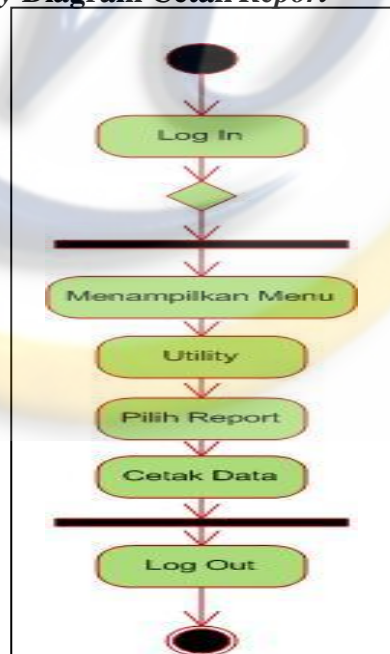 Diagram Cetak Report
Log In
Menampilkan Menu
Utility
Pilih Report
Cetak Data
Log Out